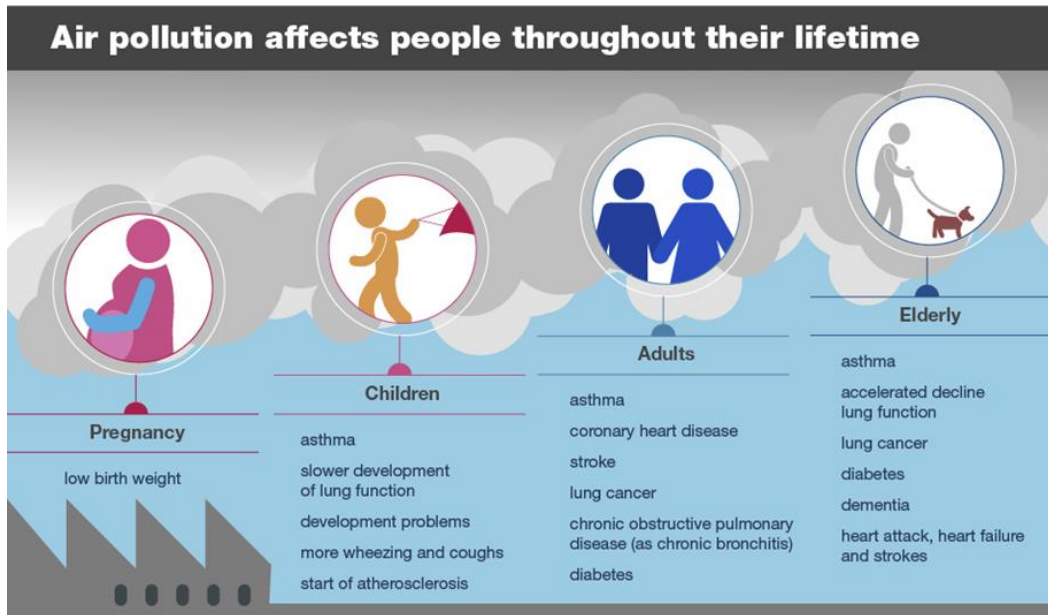 Air pollution affects people throughout their lifetime
Pregnancy
low birth weight
Children
asthma
slower development
of lung function
development problems
more wheezing and coughs
start of atherosclerosis
Adults
asthma
coronary heart disease
stroke
lung cancer
chronic obstructive pulmonary
disease (as chronic bronchitis)
diabetes
Elderly
asthma
accelerated decline
lung function
lung cancer
diabetes
dementia
heart attack, heart failure
and strokes